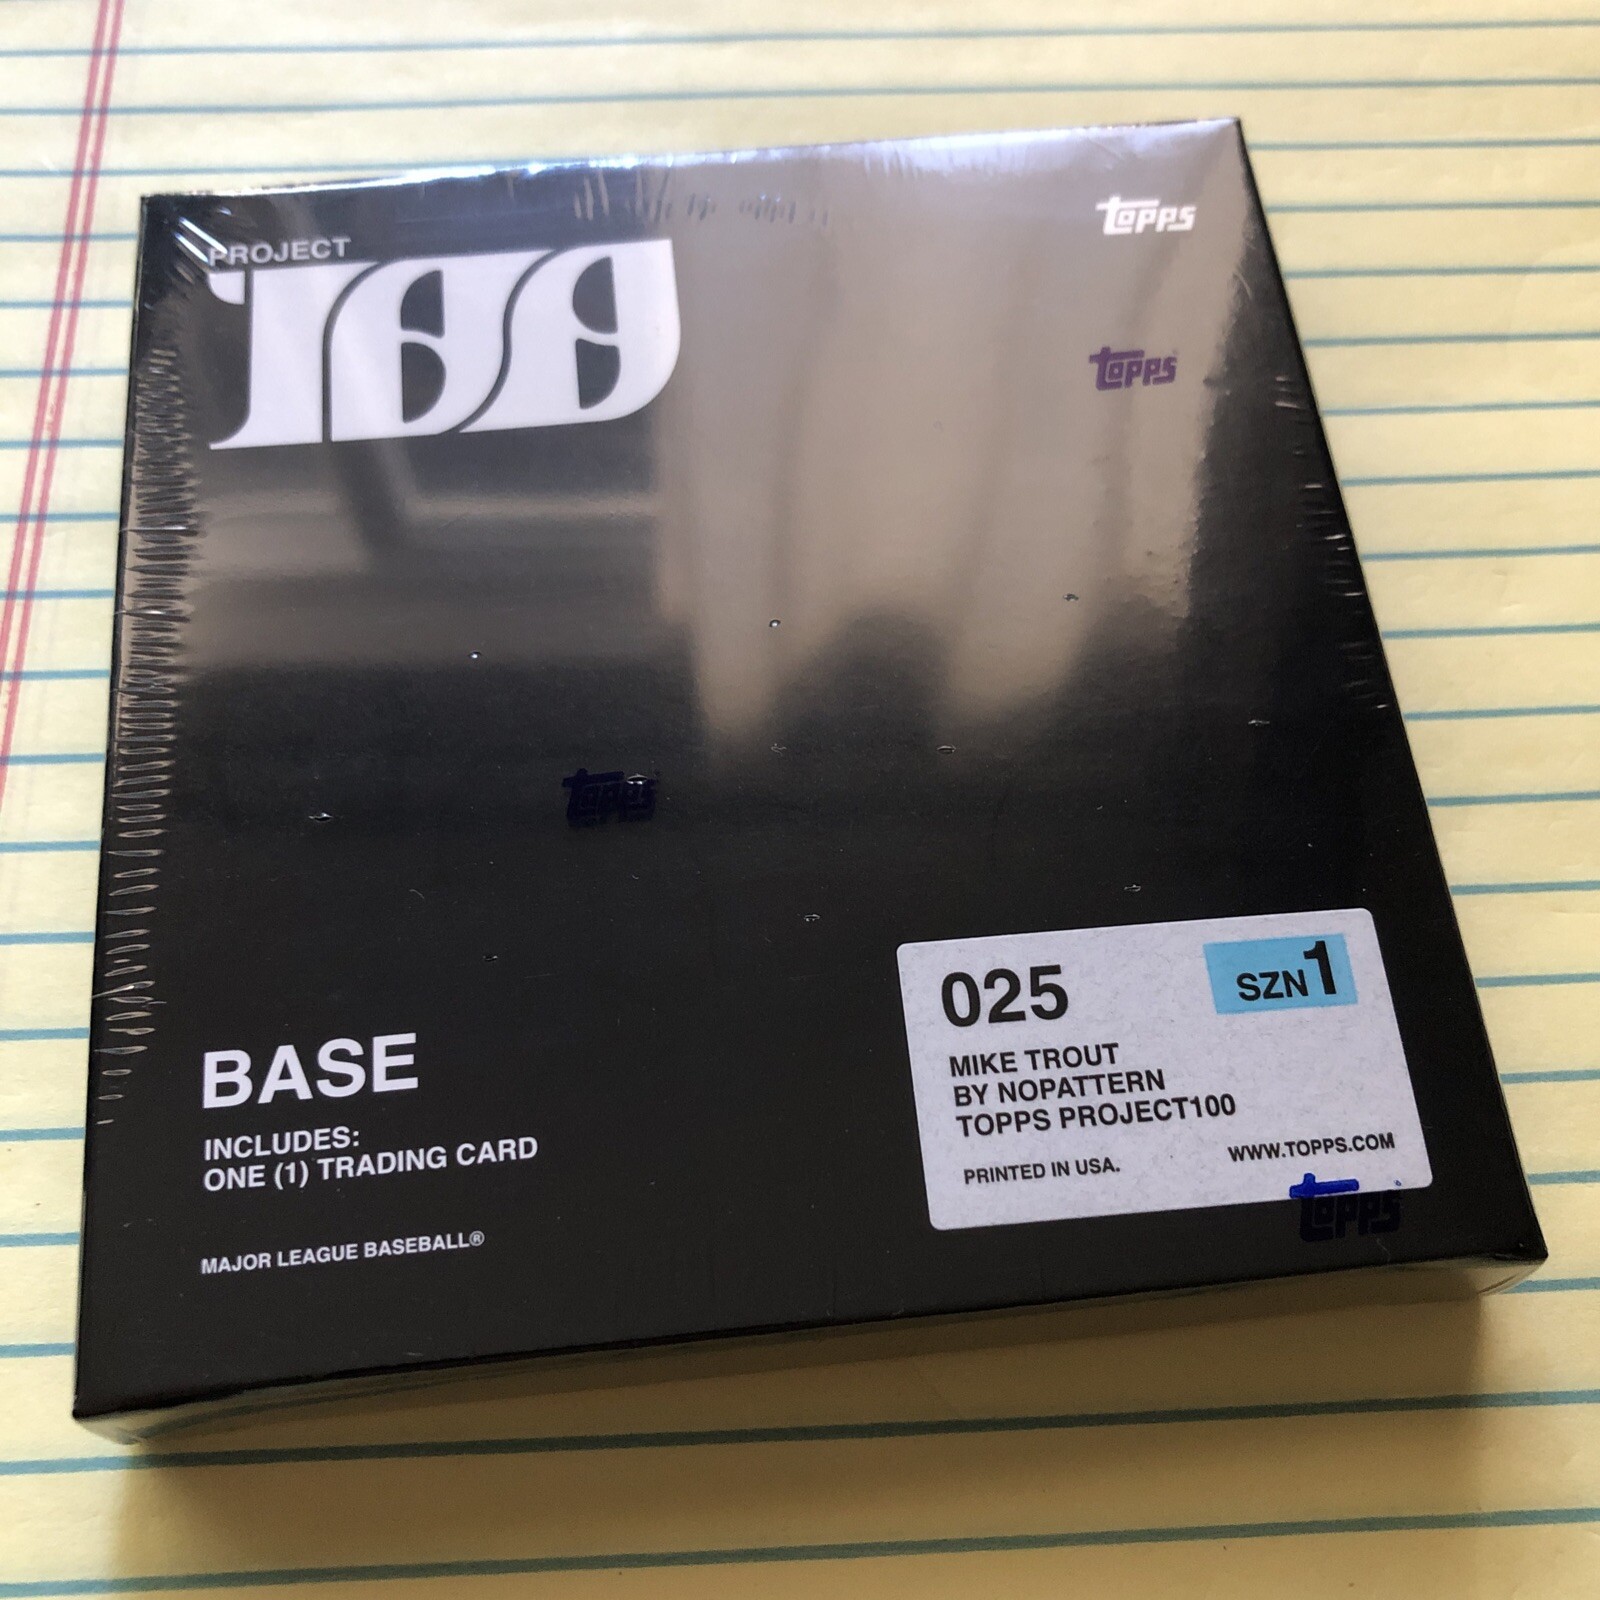 PROJECT
100
topps
topps
topps
025
SZN1
MIKE TROUT
BY NOPATTERN
TOPPS PROJECT100
PRINTED IN USA.
WWW.TOPPS.COM
topps
BASE
INCLUDES:
ONE (1) TRADING CARD
MAJOR LEAGUE BASEBALL®